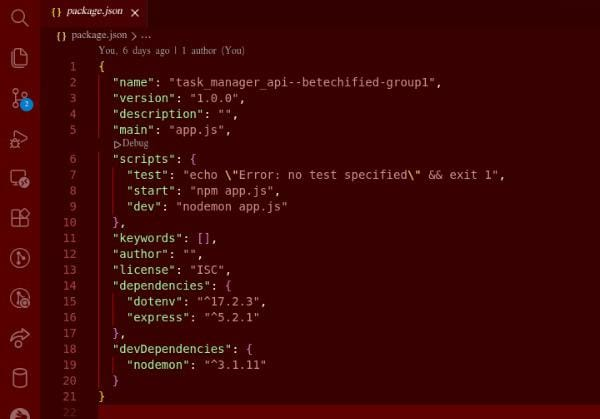 {} package.json ×
{} package.json > ...
You, 6 days ago | 1 author (You)
1 {
2 "name": "task_manager_api--betechified-group1",
3 "version": "1.0.0",
4 "description": "",
5 "main": "app.js",
▷Debug
6 "scripts": {
7 "test": "echo \"Error: no test specified\" && exit 1",
8 "start": "npm app.js",
9 "dev": "nodemon app.js"
10 },
11 "keywords": [],
12 "author": "",
13 "license": "ISC",
14 "dependencies": {
15 "dotenv": "^17.2.3",
16 "express": "^5.2.1"
17 },
18 "devDependencies": {
19 "nodemon": "^3.1.11"
20 }
21 }
22
2